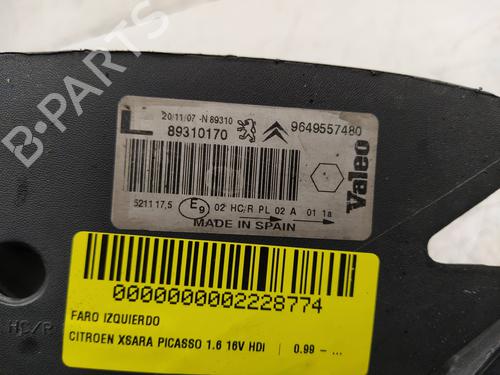 20/11/07 -N 89310
L 89310170 9649557480
Valeo
5211 17,5 E9 02 HC/R PL 02 A 01 1a
MADE IN SPAIN
0000000002228774
FARO IZQUIERDO
CITROEN XSARA PICASSO 1.6 16V HDI | 0.99 - ...
HC/R